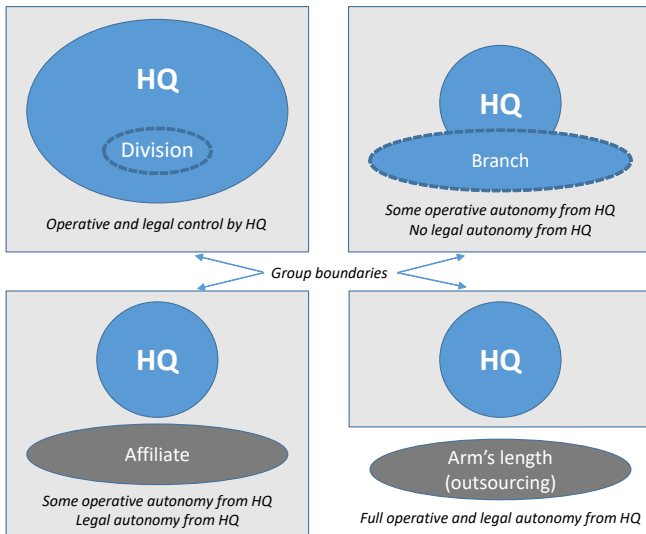 HQ
Division
Operative and legal control by HQ
HQ
Branch
Some operative autonomy from HQ
No legal autonomy from HQ
Group boundaries
HQ
Affiliate
Some operative autonomy from HQ
Legal autonomy from HQ
HQ
Arm's length
(outsourcing)
Full operative and legal autonomy from HQ